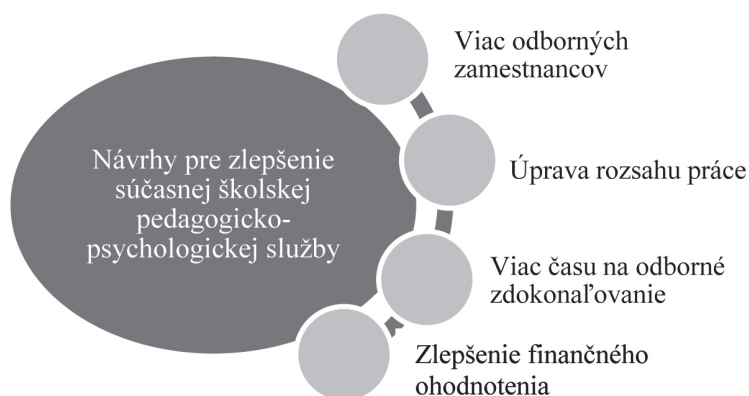 Návrhy pre zlepšenie
súčasnej školskej
pedagogicko-
psychologickej služby
Viac odborných
zamestnancov
Úprava rozsahu práce
Viac času na odborné
zdokonaľovanie
Zlepšenie finančného
ohodnotenia